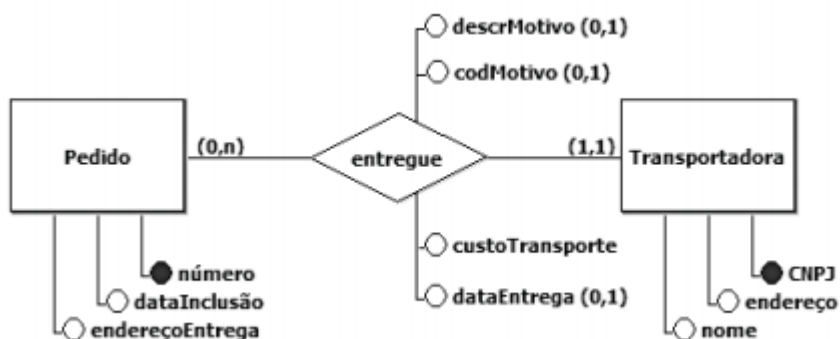 descrMotivo (0,1)
codMotivo (0,1)
Pedido
(0,n)
entregue
(1,1)
Transportadora
número
dataInclusão
endereçoEntrega
custoTransporte
dataEntrega (0,1)
CNPJ
endereço
nome